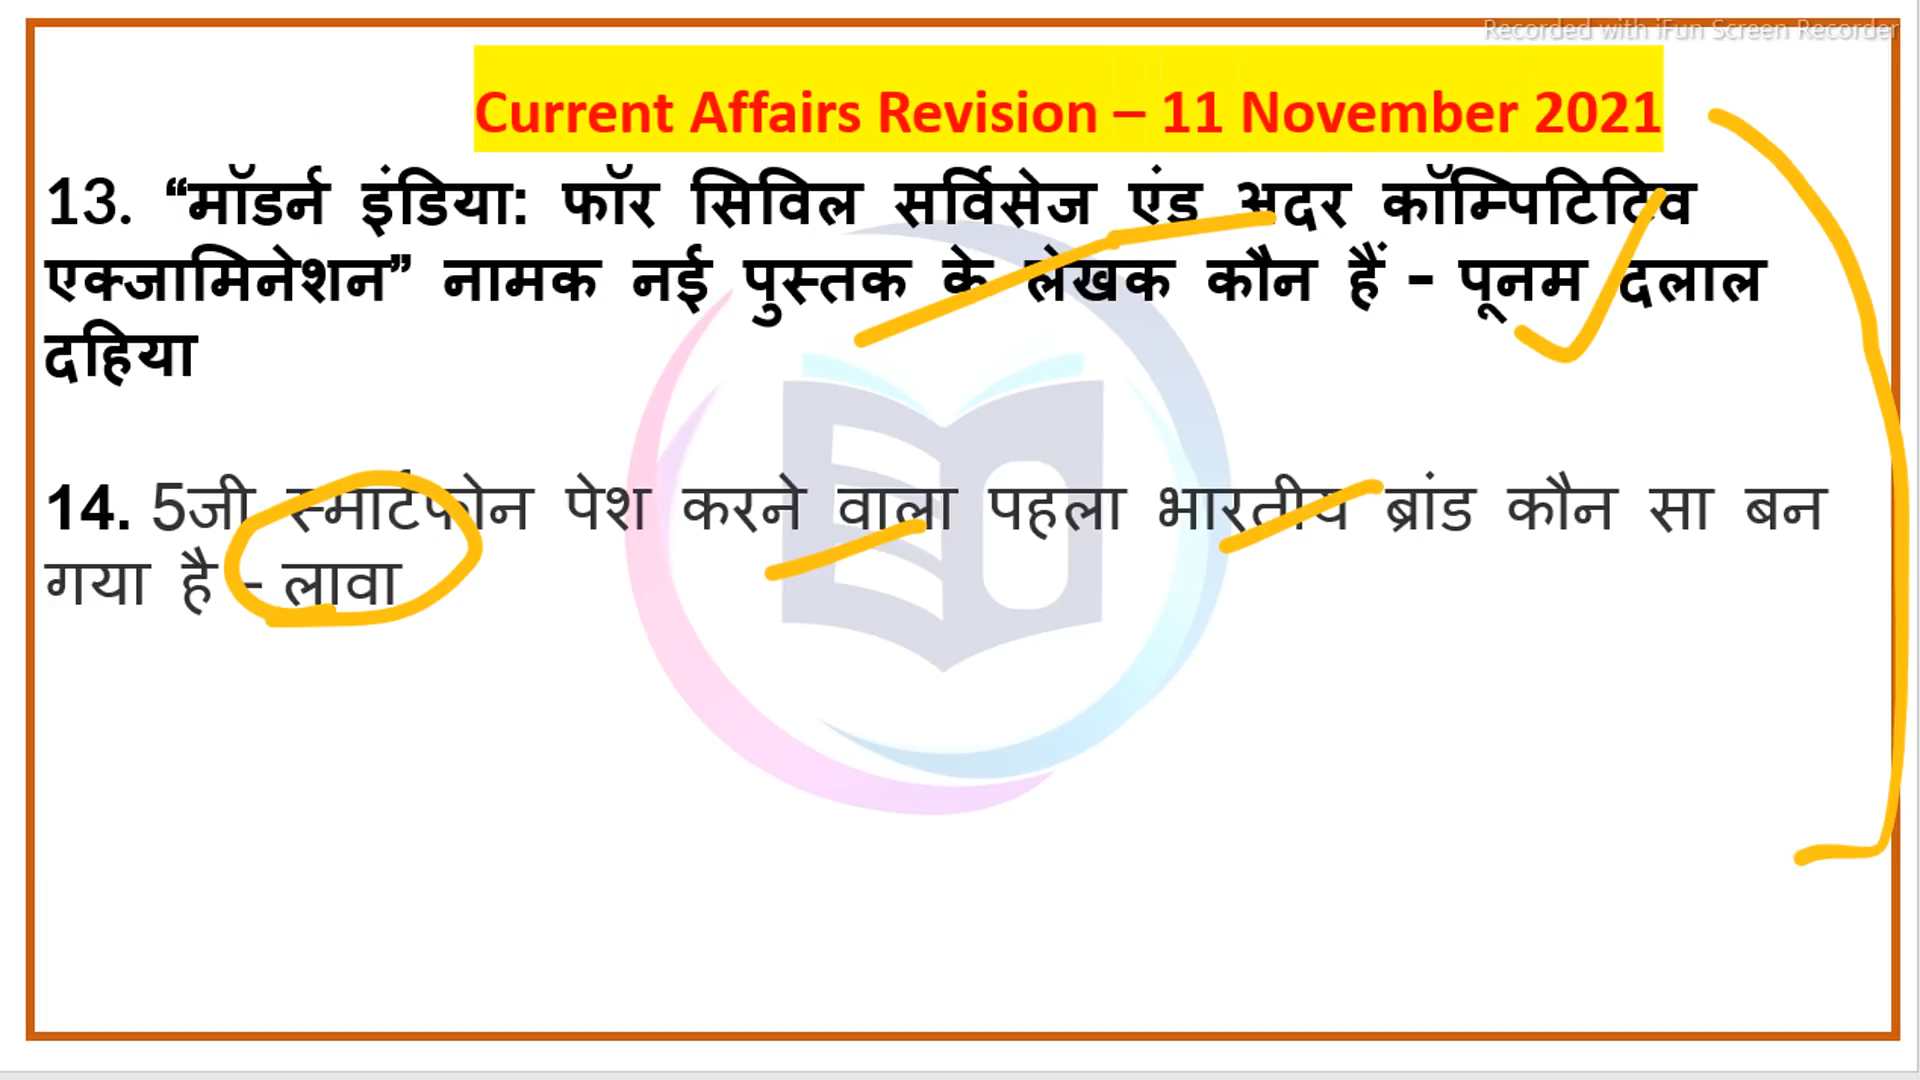 Recorded with iFun Screen Recorder
Current Affairs Revision – 11 November 2021
13. “मॉडर्न इंडिया: फॉर सिविल सर्विसेज एंड अदर कॉम्पिटिटिव
एक्जामिनेशन” नामक नई पुस्तक के लेखक कौन हैं - पूनम दलाल
दहिया
14. 5जी स्मार्टफोन पेश करने वाला पहला भारतीय ब्रांड कौन सा बन
गया है - लावा